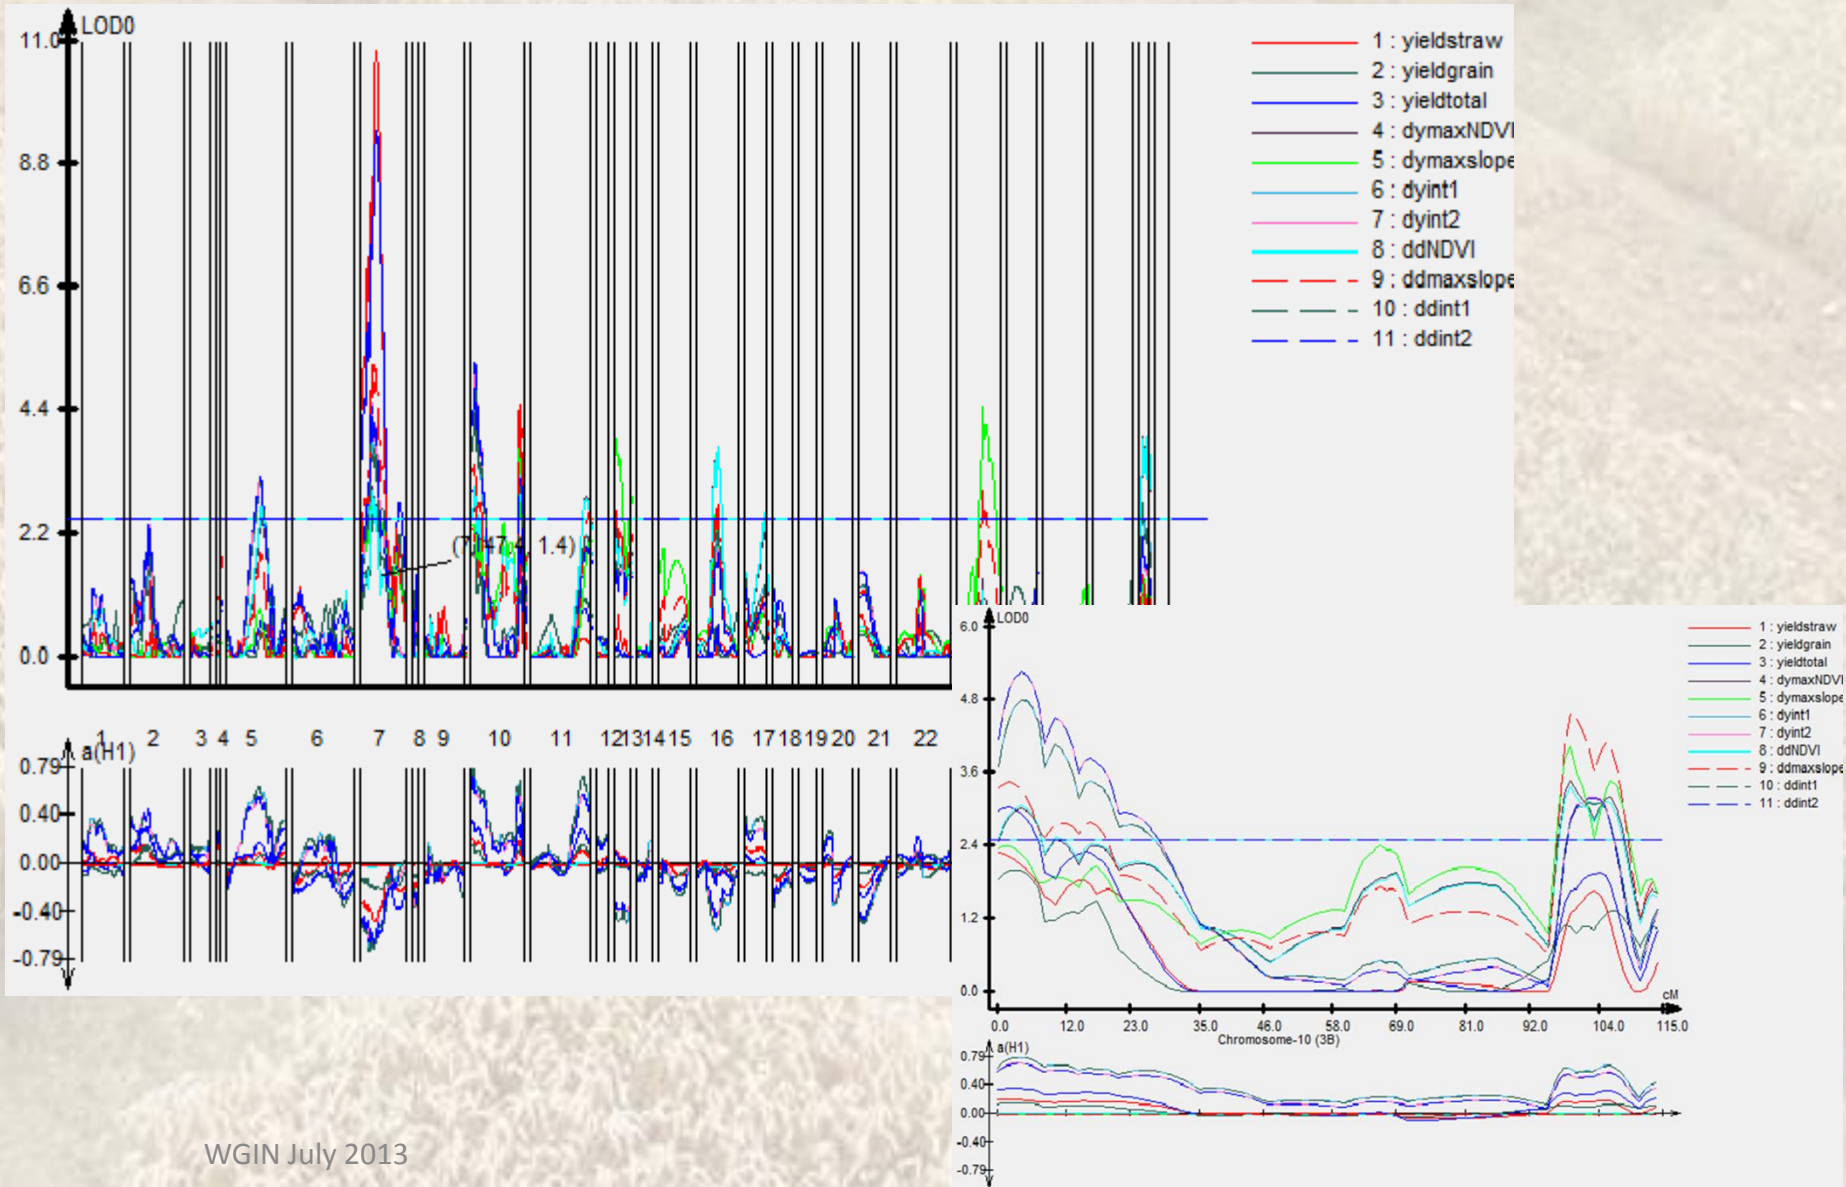 LOD0
11.0
8.8
6.6
4.4
2.2
0.0
1 : yieldstraw
2 : yieldgrain
3 : yieldtotal
4 : dymaxNDVI
5 : dymaxslope
6 : dyint1
7 : dyint2
8 : ddNDVI
9 : ddmaxslope
10 : ddint1
11 : ddint2
1.4)
1 2 3 4 5 6 7 8 9 10 11 12 13 14 15 16 17 18 19 20 21 22
a(H1)
0.79
0.40
0.00
-0.40
-0.79
LOD0
6.0
4.8
3.6
2.4
1.2
0.0
1 : yieldstraw
2 : yieldgrain
3 : yieldtotal
4 : dymaxNDVI
5 : dymaxslope
6 : dyint1
7 : dyint2
8 : ddNDVI
9 : ddmaxslope
10 : ddint1
11 : ddint2
cM
0.0 12.0 23.0 35.0 46.0 58.0 69.0 81.0 92.0 104.0 115.0
Chromosome-10 (3B)
a(H1)
0.79
0.40
0.00
-0.40
-0.79
WGIN July 2013